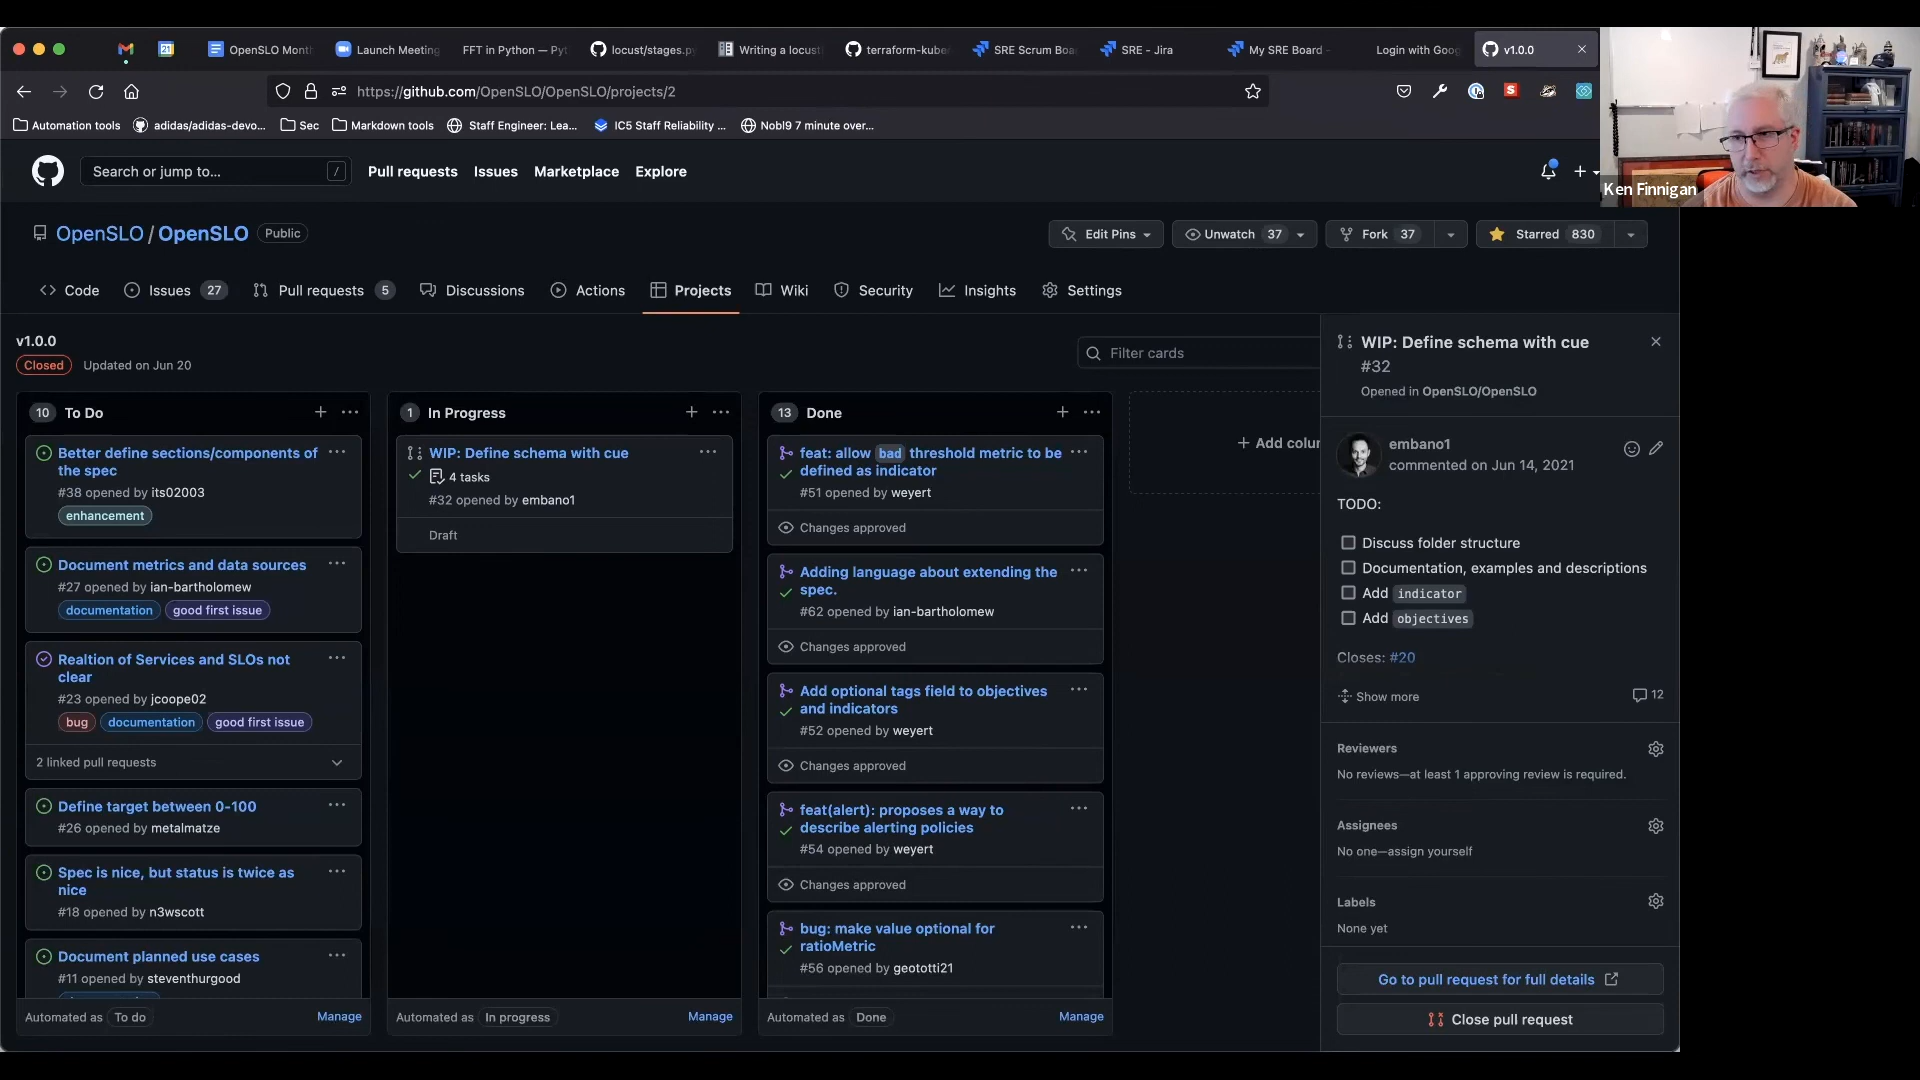 OpenSLO Month
Launch Meeting
FFT in Python — Pyt
locust/stages.py
Writing a locust
terraform-kube
SRE Scrum Boa
SRE - Jira
My SRE Board -
Login with Goog
v1.0.0
https://github.com/OpenSLO/OpenSLO/projects/2
Automation tools
adidas/adidas-devo...
Sec
Markdown tools
Staff Engineer: Lea...
IC5 Staff Reliability ...
Nobl9 7 minute over...
Ken Finnigan
Search or jump to...
/
Pull requests
Issues
Marketplace
Explore
OpenSLO / OpenSLO Public
Edit Pins
Unwatch 37
Fork 37
Starred 830
Code
Issues 27
Pull requests 5
Discussions
Actions
Projects
Wiki
Security
Insights
Settings
v1.0.0
Closed Updated on Jun 20
Filter cards
10 To Do
Better define sections/components of
the spec
#38 opened by its02003
enhancement
Document metrics and data sources
#27 opened by ian-bartholomew
documentation good first issue
Realtion of Services and SLOs not
clear
#23 opened by jcoope02
bug documentation good first issue
2 linked pull requests
Define target between 0-100
#26 opened by metalmatze
Spec is nice, but status is twice as
nice
#18 opened by n3wscott
Document planned use cases
#11 opened by steventhurgood
Automated as To do Manage
1 In Progress
WIP: Define schema with cue
4 tasks
#32 opened by embano1
Draft
Automated as In progress Manage
13 Done
feat: allow bad threshold metric to be
defined as indicator
#51 opened by weyert
Changes approved
Adding language about extending the
spec.
#62 opened by ian-bartholomew
Changes approved
Add optional tags field to objectives
and indicators
#52 opened by weyert
Changes approved
feat(alert): proposes a way to
describe alerting policies
#54 opened by weyert
Changes approved
bug: make value optional for
ratioMetric
#56 opened by geototti21
Automated as Done Manage
+ Add colum
WIP: Define schema with cue
#32
Opened in OpenSLO/OpenSLO
embano1
commented on Jun 14, 2021
TODO:
Discuss folder structure
Documentation, examples and descriptions
Add indicator
Add objectives
Closes: #20
Show more
12
Reviewers
No reviews—at least 1 approving review is required.
Assignees
No one—assign yourself
Labels
None yet
Go to pull request for full details
Close pull request